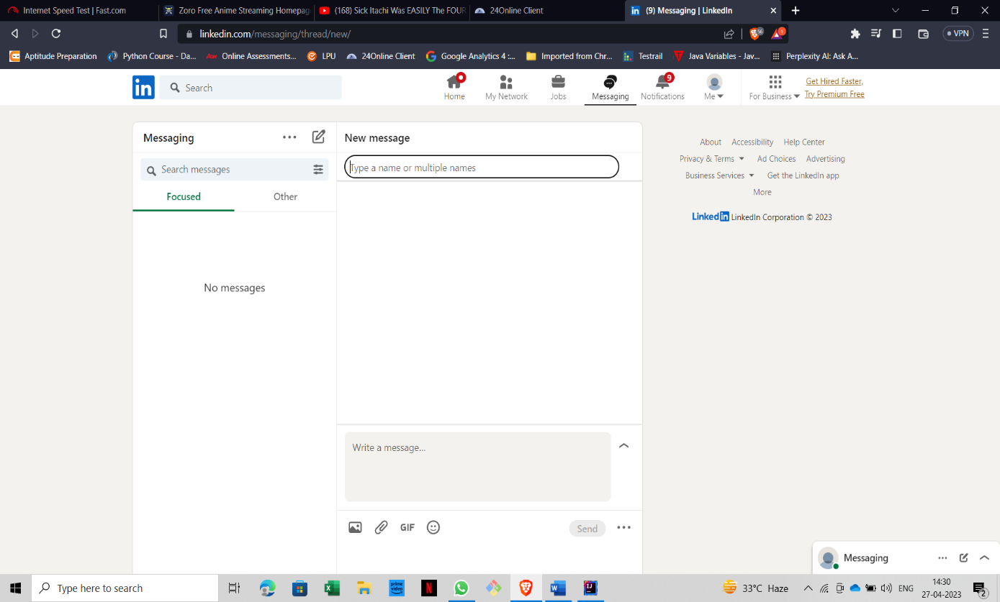 Internet Speed Test | Fast.com
Zoro Free Anime Streaming Homepag
(168) Sick Itachi Was EASILY The FOUR
24Online Client
(9) Messaging | LinkedIn
linkedin.com/messaging/thread/new/
56
1
VPN
Aptitude Preparation
Python Course - Da...
Online Assessments...
LPU
24Online Client
Google Analytics 4 :...
Imported from Chr...
Testrail
Java Variables - Jav...
Perplexity AI: Ask A...
in
Search
Home
My Network
Jobs
Messaging
9
Notifications
Me
For Business
Get Hired Faster,
Try Premium Free
Messaging
Search messages
Focused
Other
No messages
New message
Type a name or multiple names
Write a message...
GIF
Send
About
Accessibility
Help Center
Privacy & Terms
Ad Choices
Advertising
Business Services
Get the LinkedIn app
More
LinkedIn LinkedIn Corporation © 2023
Messaging
Type here to search
prime video
33°C Haze
ENG
14:30
27-04-2023
2